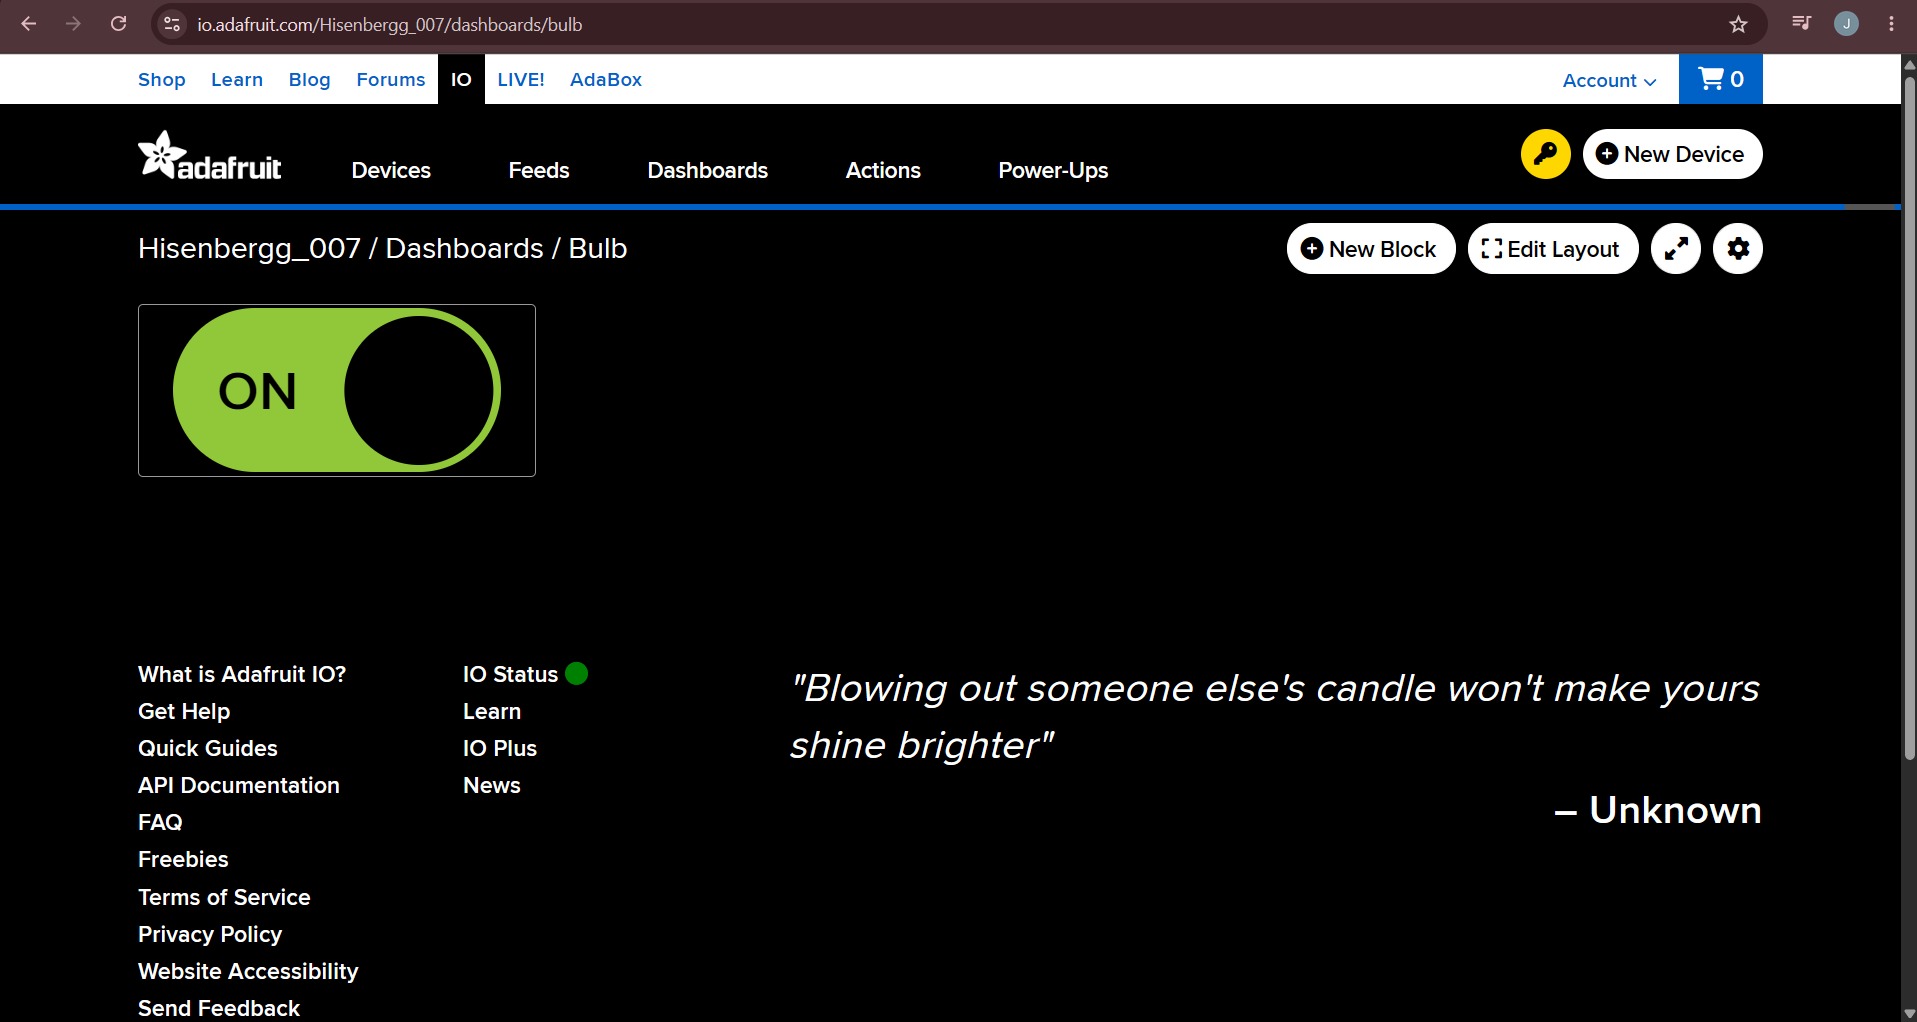 io.adafruit.com/Hisenbergg_007/dashboards/bulb
J
Shop Learn Blog Forums IO LIVE! AdaBox Account 0
adafruit Devices Feeds Dashboards Actions Power-Ups New Device
Hisenbergg_007 / Dashboards / Bulb New Block Edit Layout
ON
What is Adafruit IO?
Get Help
Quick Guides
API Documentation
FAQ
Freebies
Terms of Service
Privacy Policy
Website Accessibility
Send Feedback
IO Status
Learn
IO Plus
News
"Blowing out someone else's candle won't make yours
shine brighter"
– Unknown